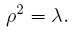 ρ² = λ.